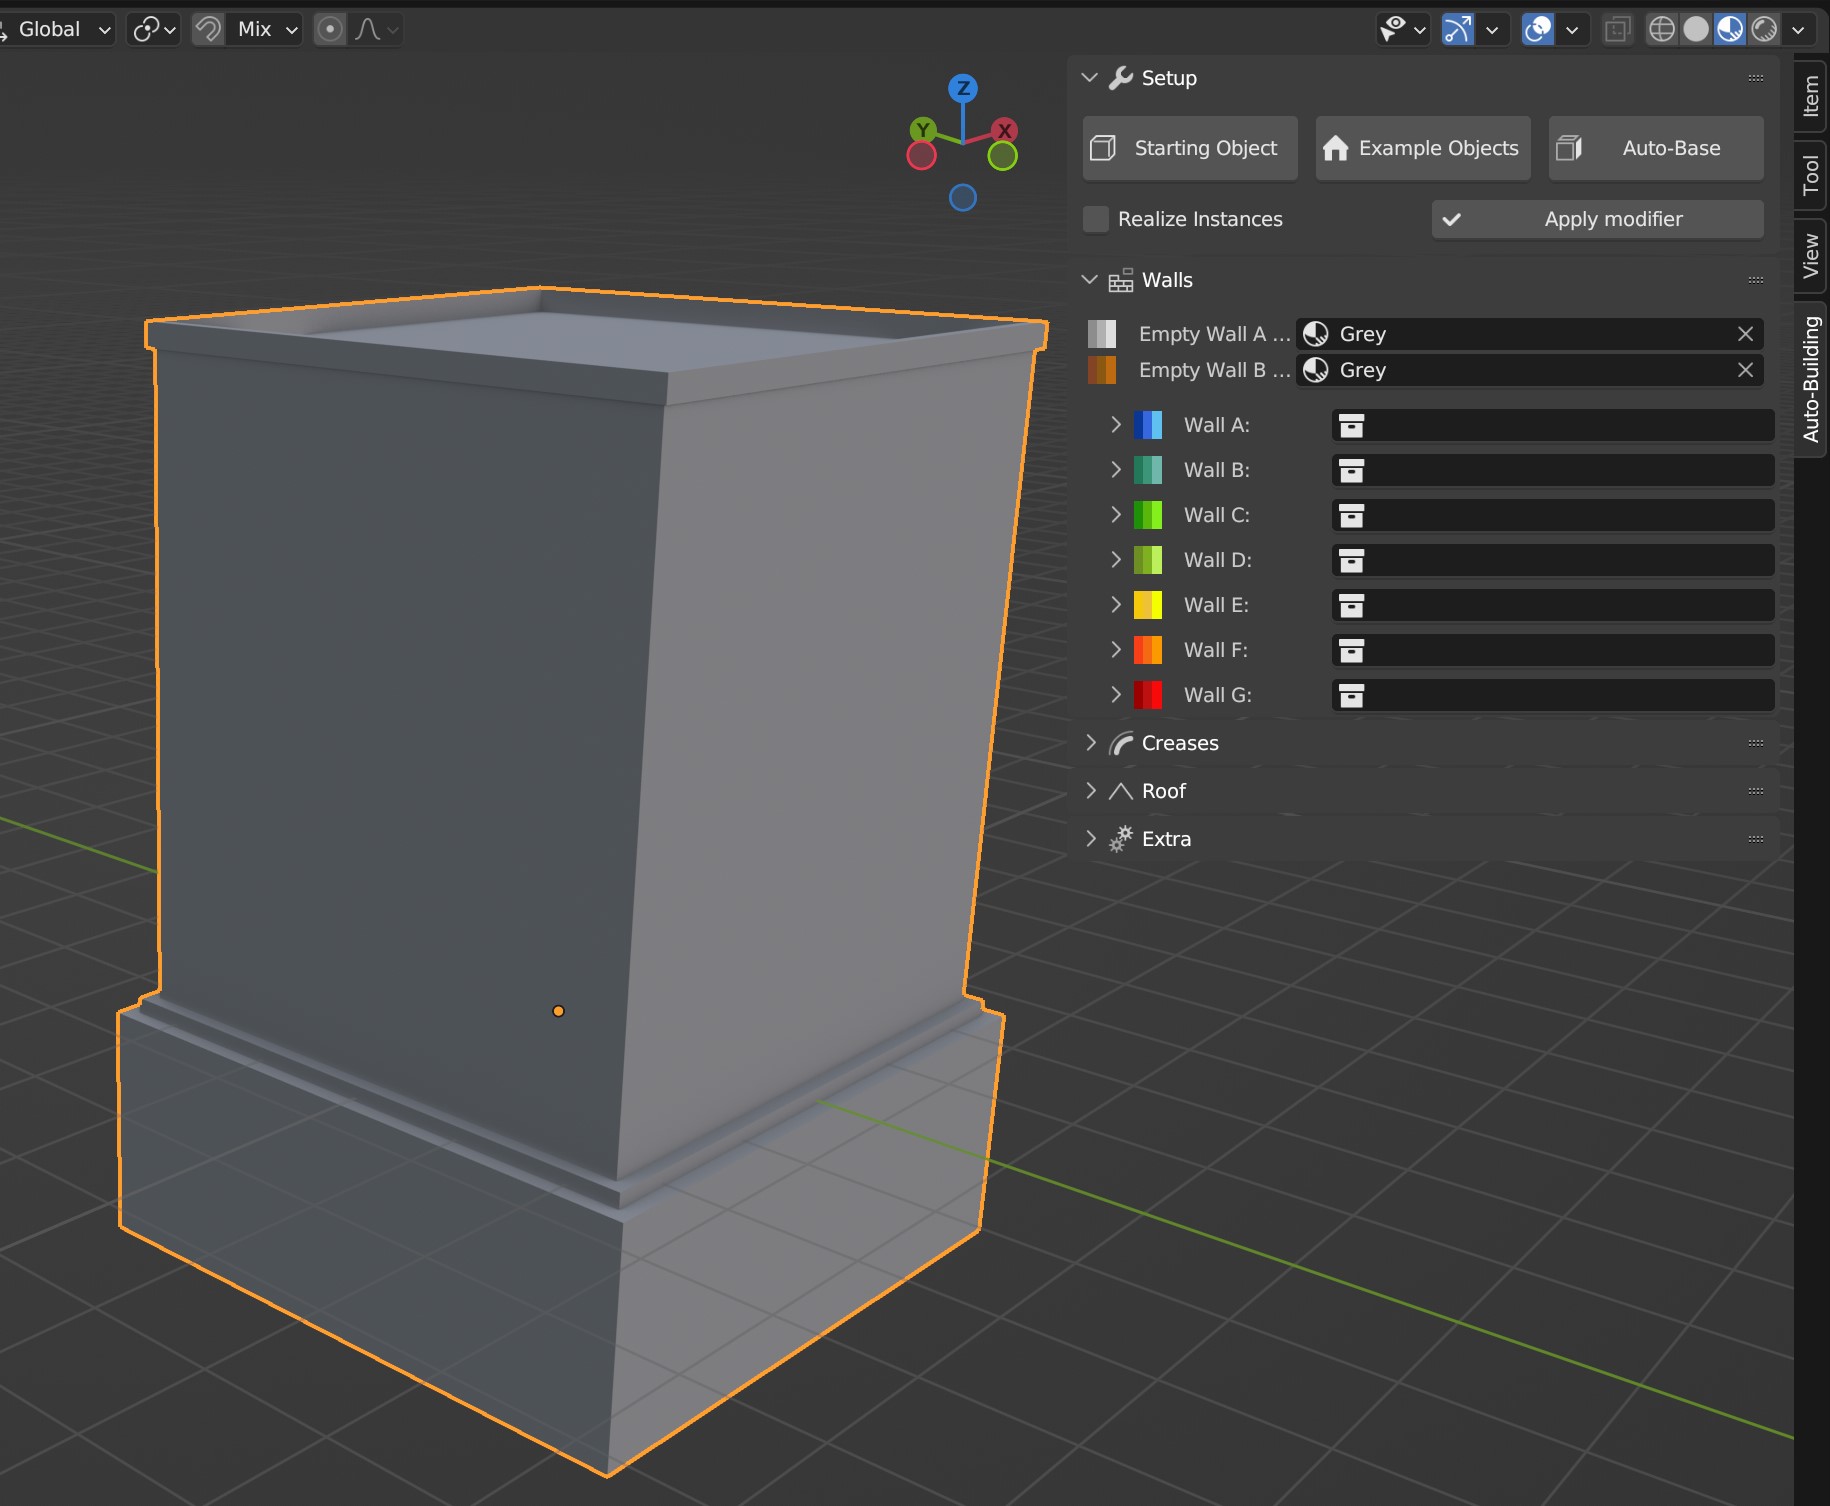 Global
Mix
Z
Y
X
Setup
Starting Object
Example Objects
Auto-Base
Realize Instances
Apply modifier
Walls
Empty Wall A ...
Grey
Empty Wall B ...
Grey
Wall A:
Wall B:
Wall C:
Wall D:
Wall E:
Wall F:
Wall G:
Creases
Roof
Extra
Item
Tool
View
Auto-Building